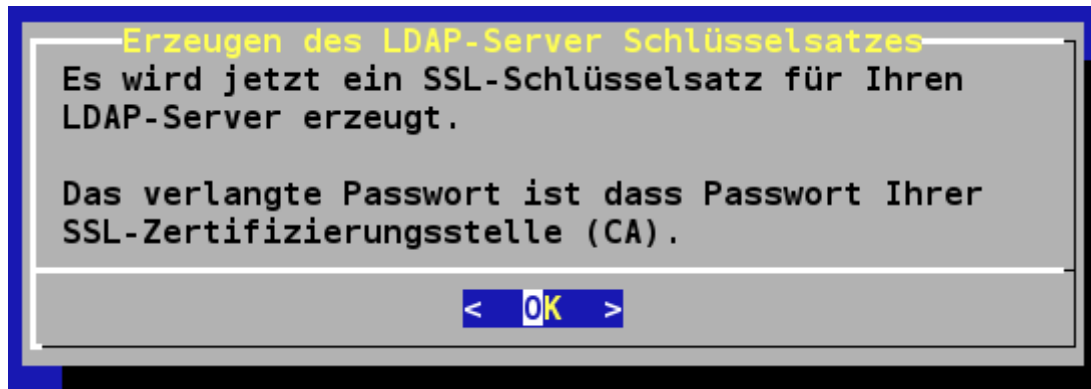 Erzeugen des LDAP-Server Schlüsselsatzes
Es wird jetzt ein SSL-Schlüsselsatz für Ihren
LDAP-Server erzeugt.
Das verlangte Passwort ist dass Passwort Ihrer
SSL-Zertifizierungsstelle (CA).
<  OK  >